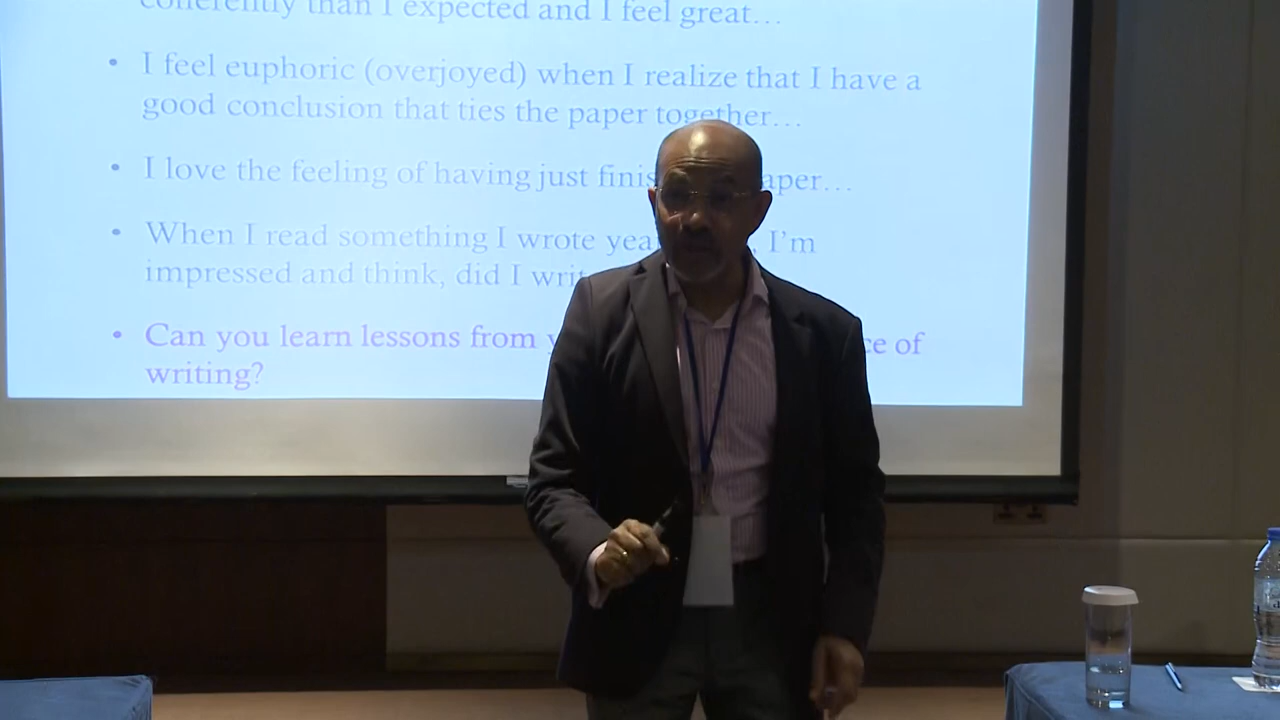 coherently than I expected and I feel great…
• I feel euphoric (overjoyed) when I realize that I have a
good conclusion that ties the paper together…
• I love the feeling of having just finis aper…
• When I read something I wrote yea I’m
impressed and think, did I writ
• Can you learn lessons from y ce of
writing?